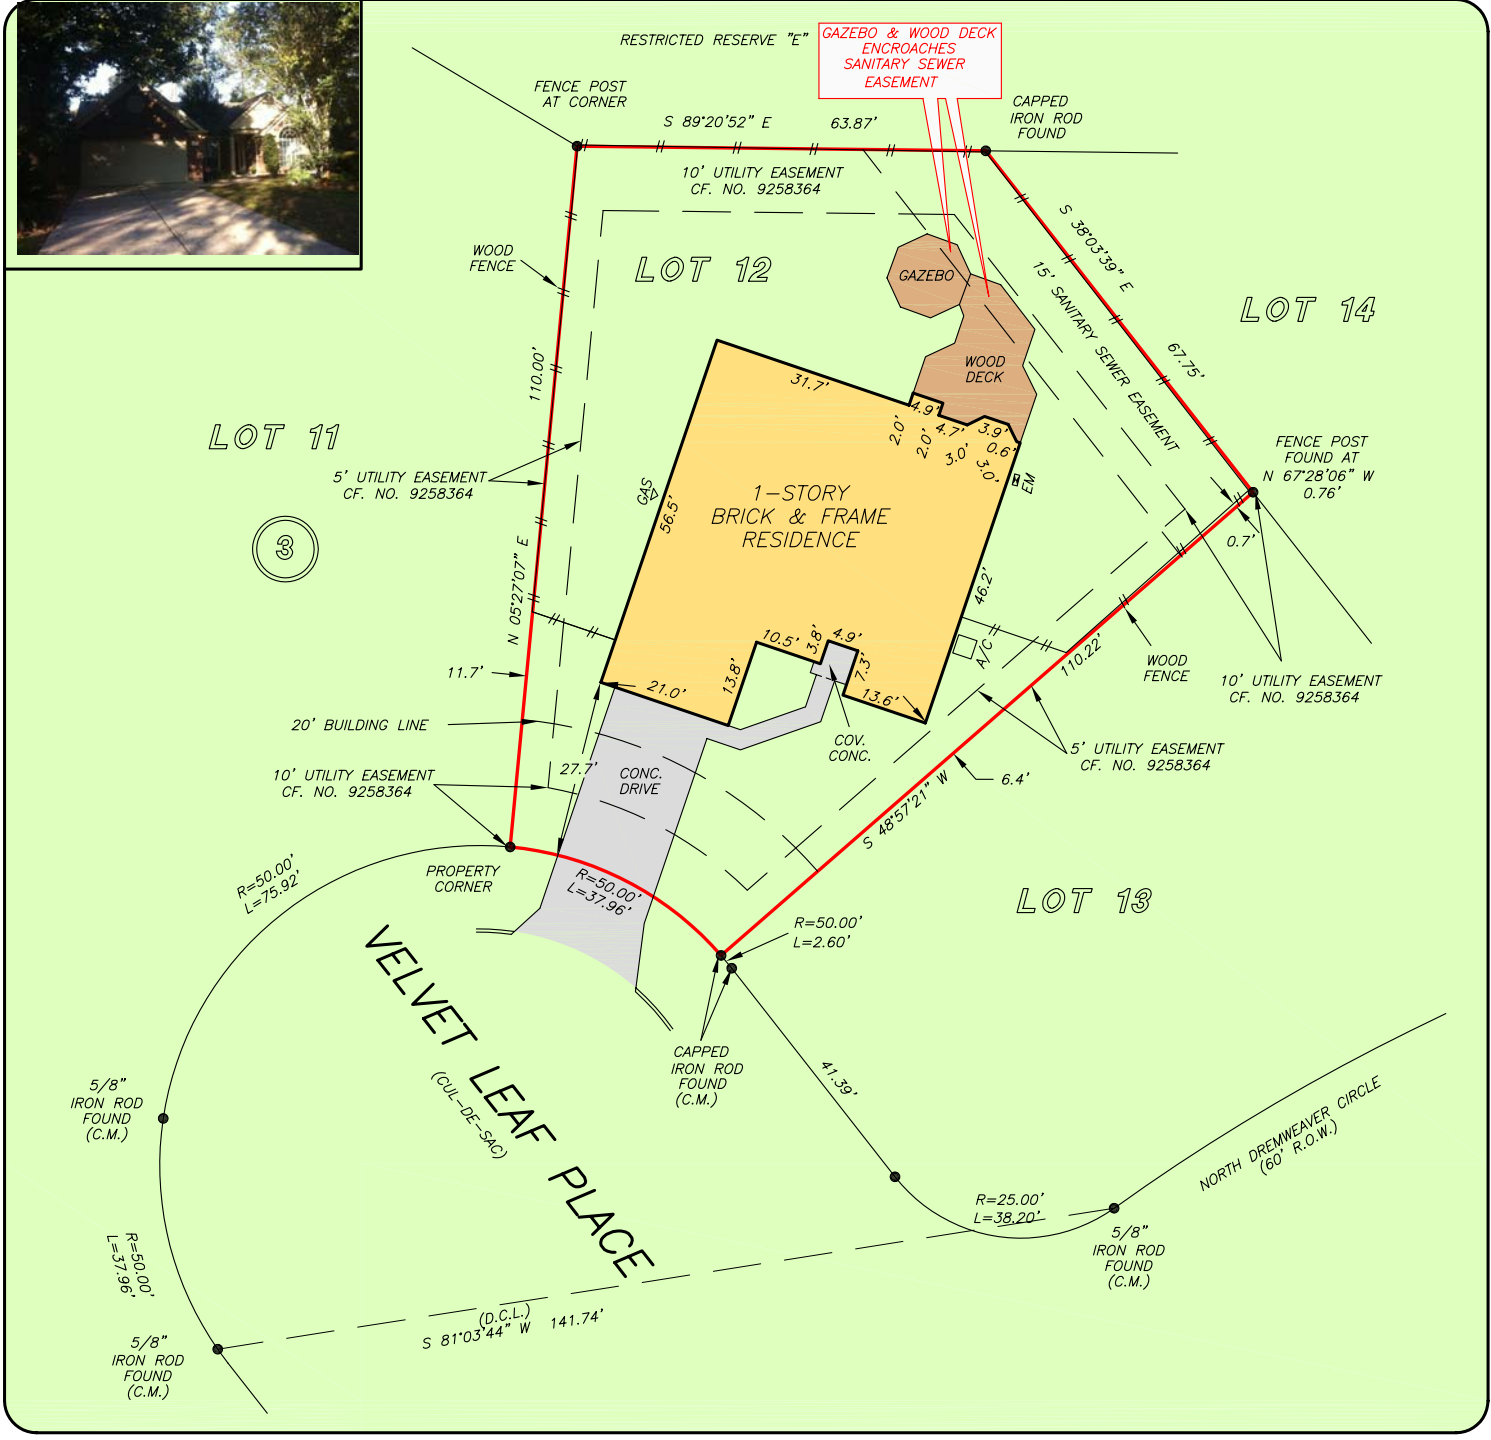 RESTRICTED RESERVE "E"
GAZEBO & WOOD DECK
ENCROACHES
SANITARY SEWER
EASEMENT
FENCE POST
AT CORNER
CAPPED
IRON ROD
FOUND
S 89°20'52" E
63.87'
10' UTILITY EASEMENT
CF. NO. 9258364
S 38°03'39" E
67.75'
15' SANITARY SEWER EASEMENT
WOOD
FENCE
LOT 12
GAZEBO
LOT 14
WOOD
DECK
110.00'
LOT 11
31.7'
4.9'
2.0'
2.0'
4.7'
3.0'
3.9'
0.6'
3.0'
FENCE POST
FOUND AT
N 67°28'06" W
0.76'
5' UTILITY EASEMENT
CF. NO. 9258364
GAS
56.5'
1-STORY
BRICK & FRAME
RESIDENCE
EM
0.7'
3
N 05°27'07" E
46.2'
10.5'
3.8'
4.9'
7.3'
13.8'
21.0'
13.6'
A/C
110.22'
WOOD
FENCE
10' UTILITY EASEMENT
CF. NO. 9258364
11.7'
20' BUILDING LINE
COV.
CONC.
5' UTILITY EASEMENT
CF. NO. 9258364
10' UTILITY EASEMENT
CF. NO. 9258364
27.7'
CONC.
DRIVE
6.4'
S 48°57'21" W
PROPERTY
CORNER
R=50.00'
L=75.92'
R=50.00'
L=37.96'
R=50.00'
L=2.60'
LOT 13
VELVET LEAF PLACE
(CUL-DE-SAC)
CAPPED
IRON ROD
FOUND
(C.M.)
41.39'
5/8"
IRON ROD
FOUND
(C.M.)
NORTH DREMWEAVER CIRCLE
(60' R.O.W.)
R=25.00'
L=38.20'
5/8"
IRON ROD
FOUND
(C.M.)
R=50.00'
L=37.96'
(D.C.L.)
S 81°03'44" W 141.74'
5/8"
IRON ROD
FOUND
(C.M.)